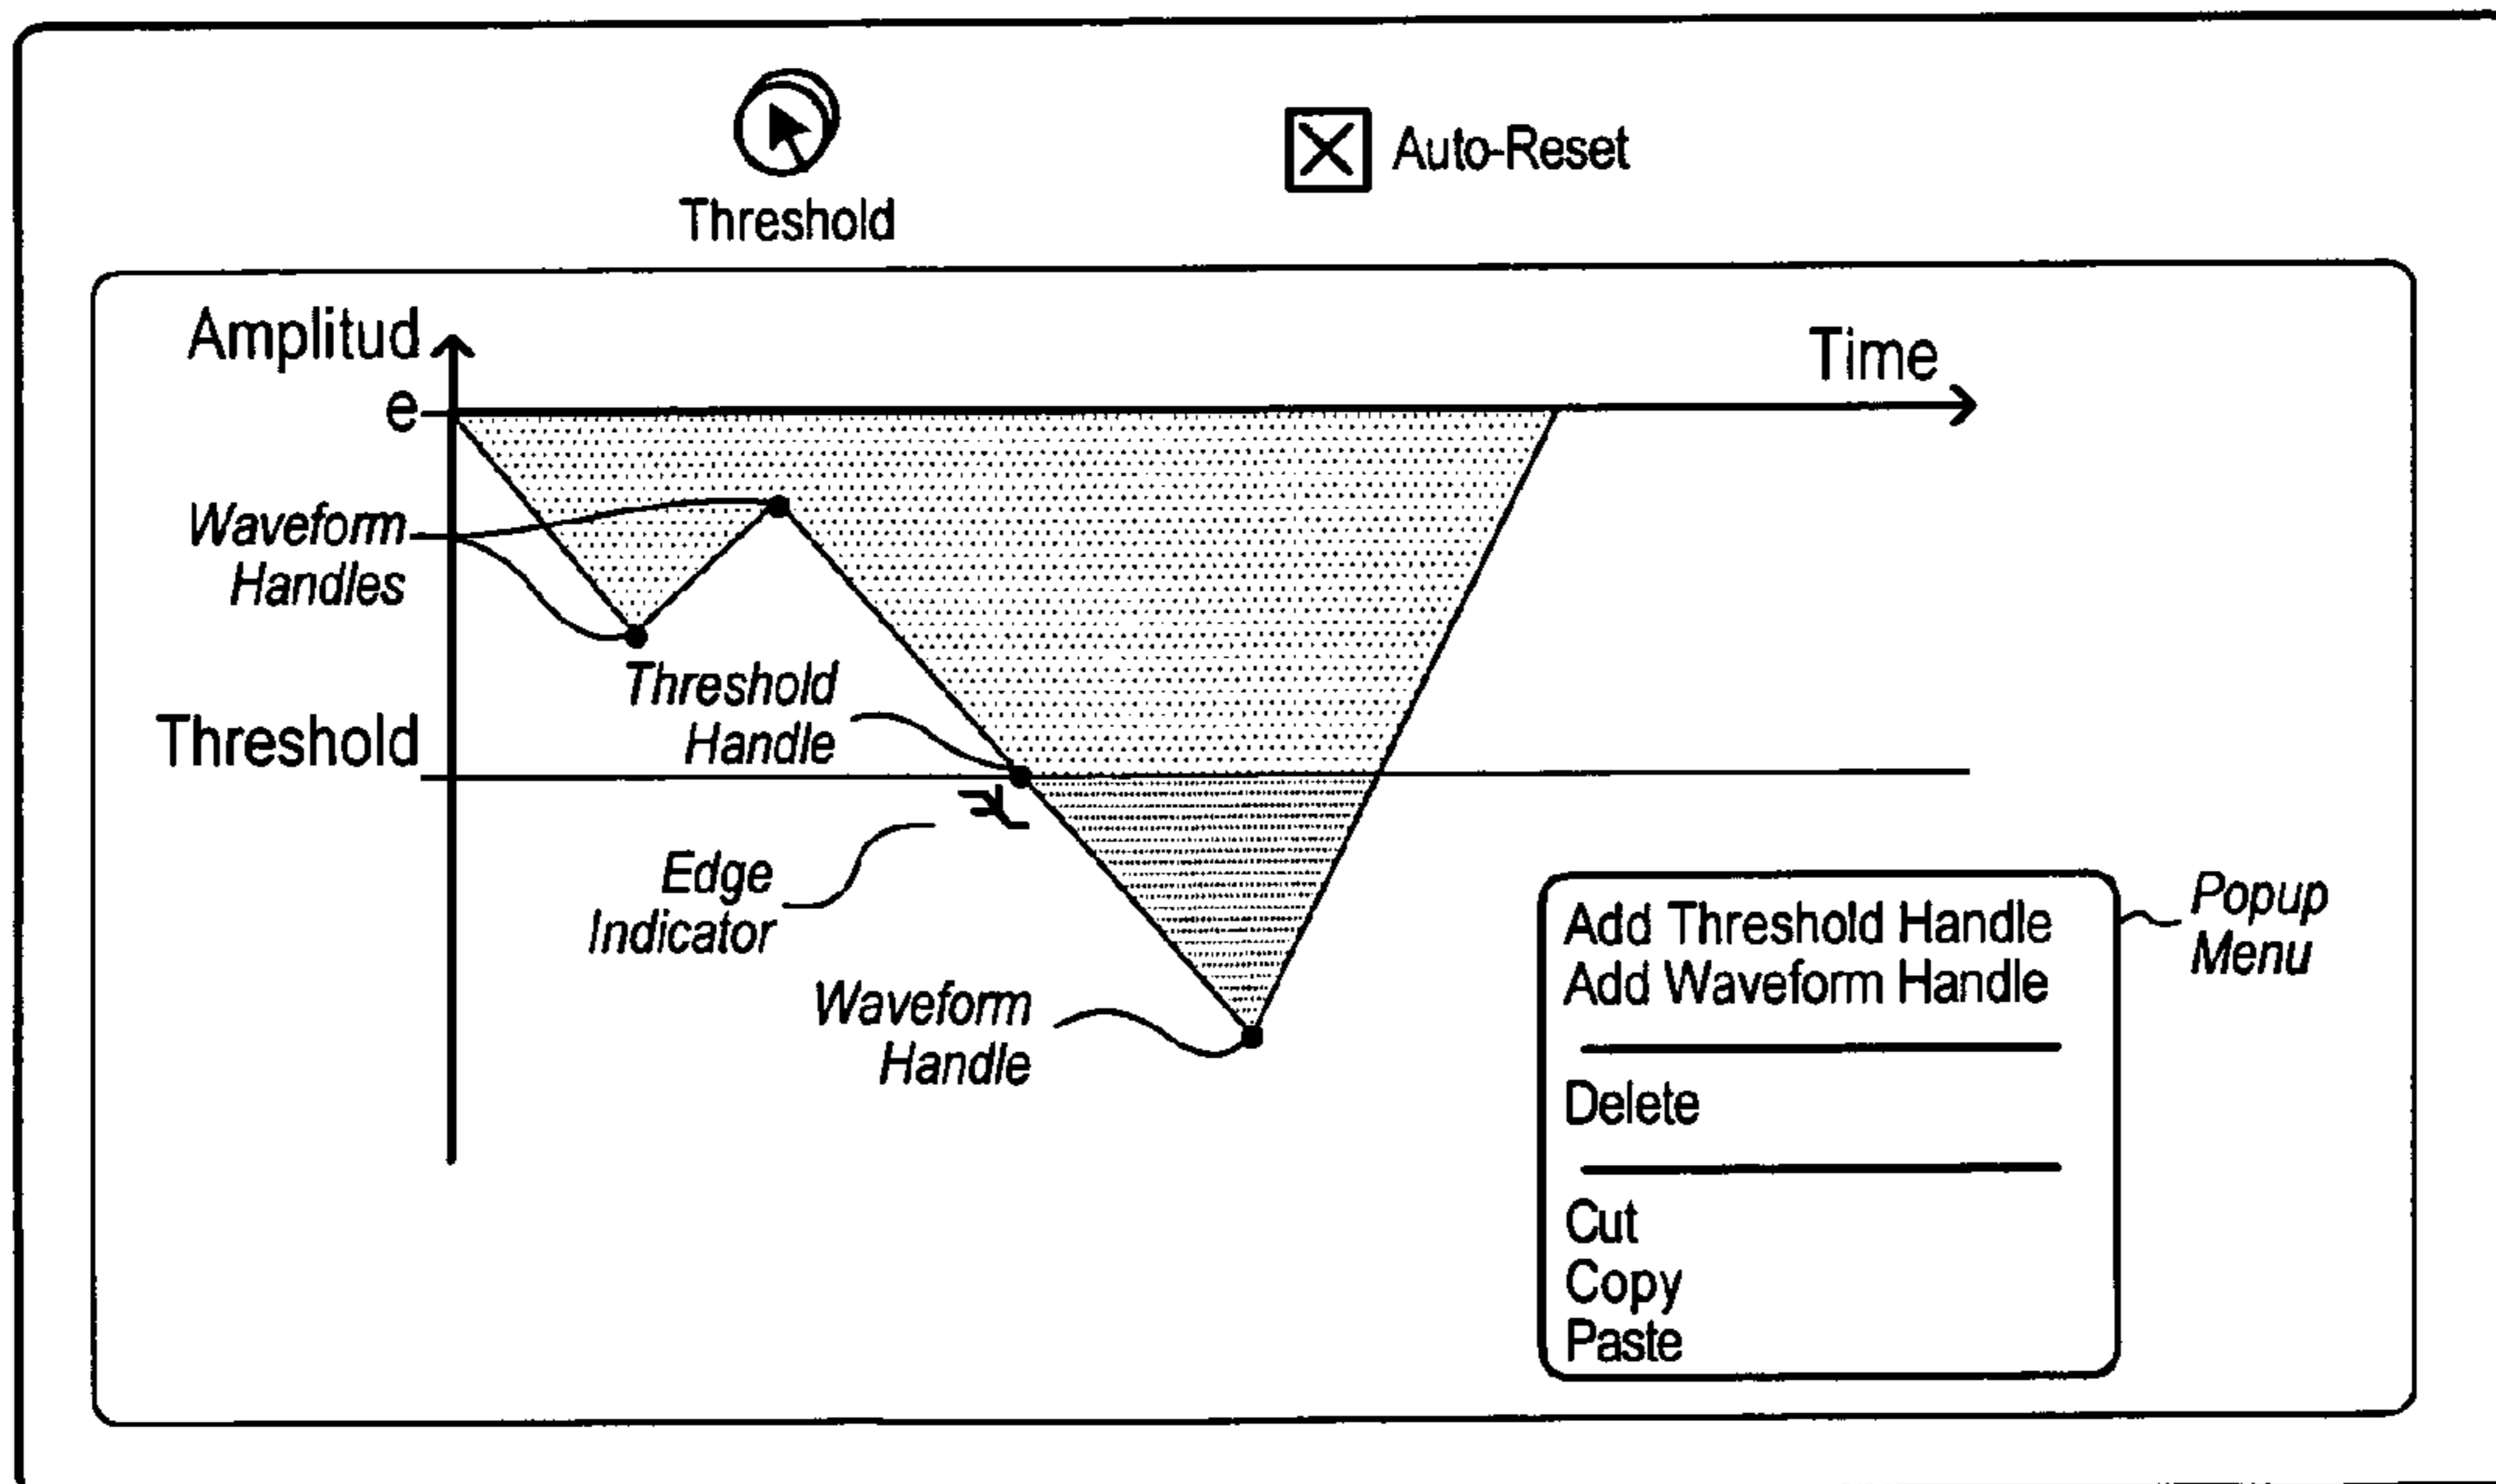 Threshold
Auto-Reset
Amplitud
e
Time
Waveform
Handles
Threshold
Handle
Threshold
Edge
Indicator
Waveform
Handle
Add Threshold Handle
Add Waveform Handle
Delete
Cut
Copy
Paste
Popup
Menu